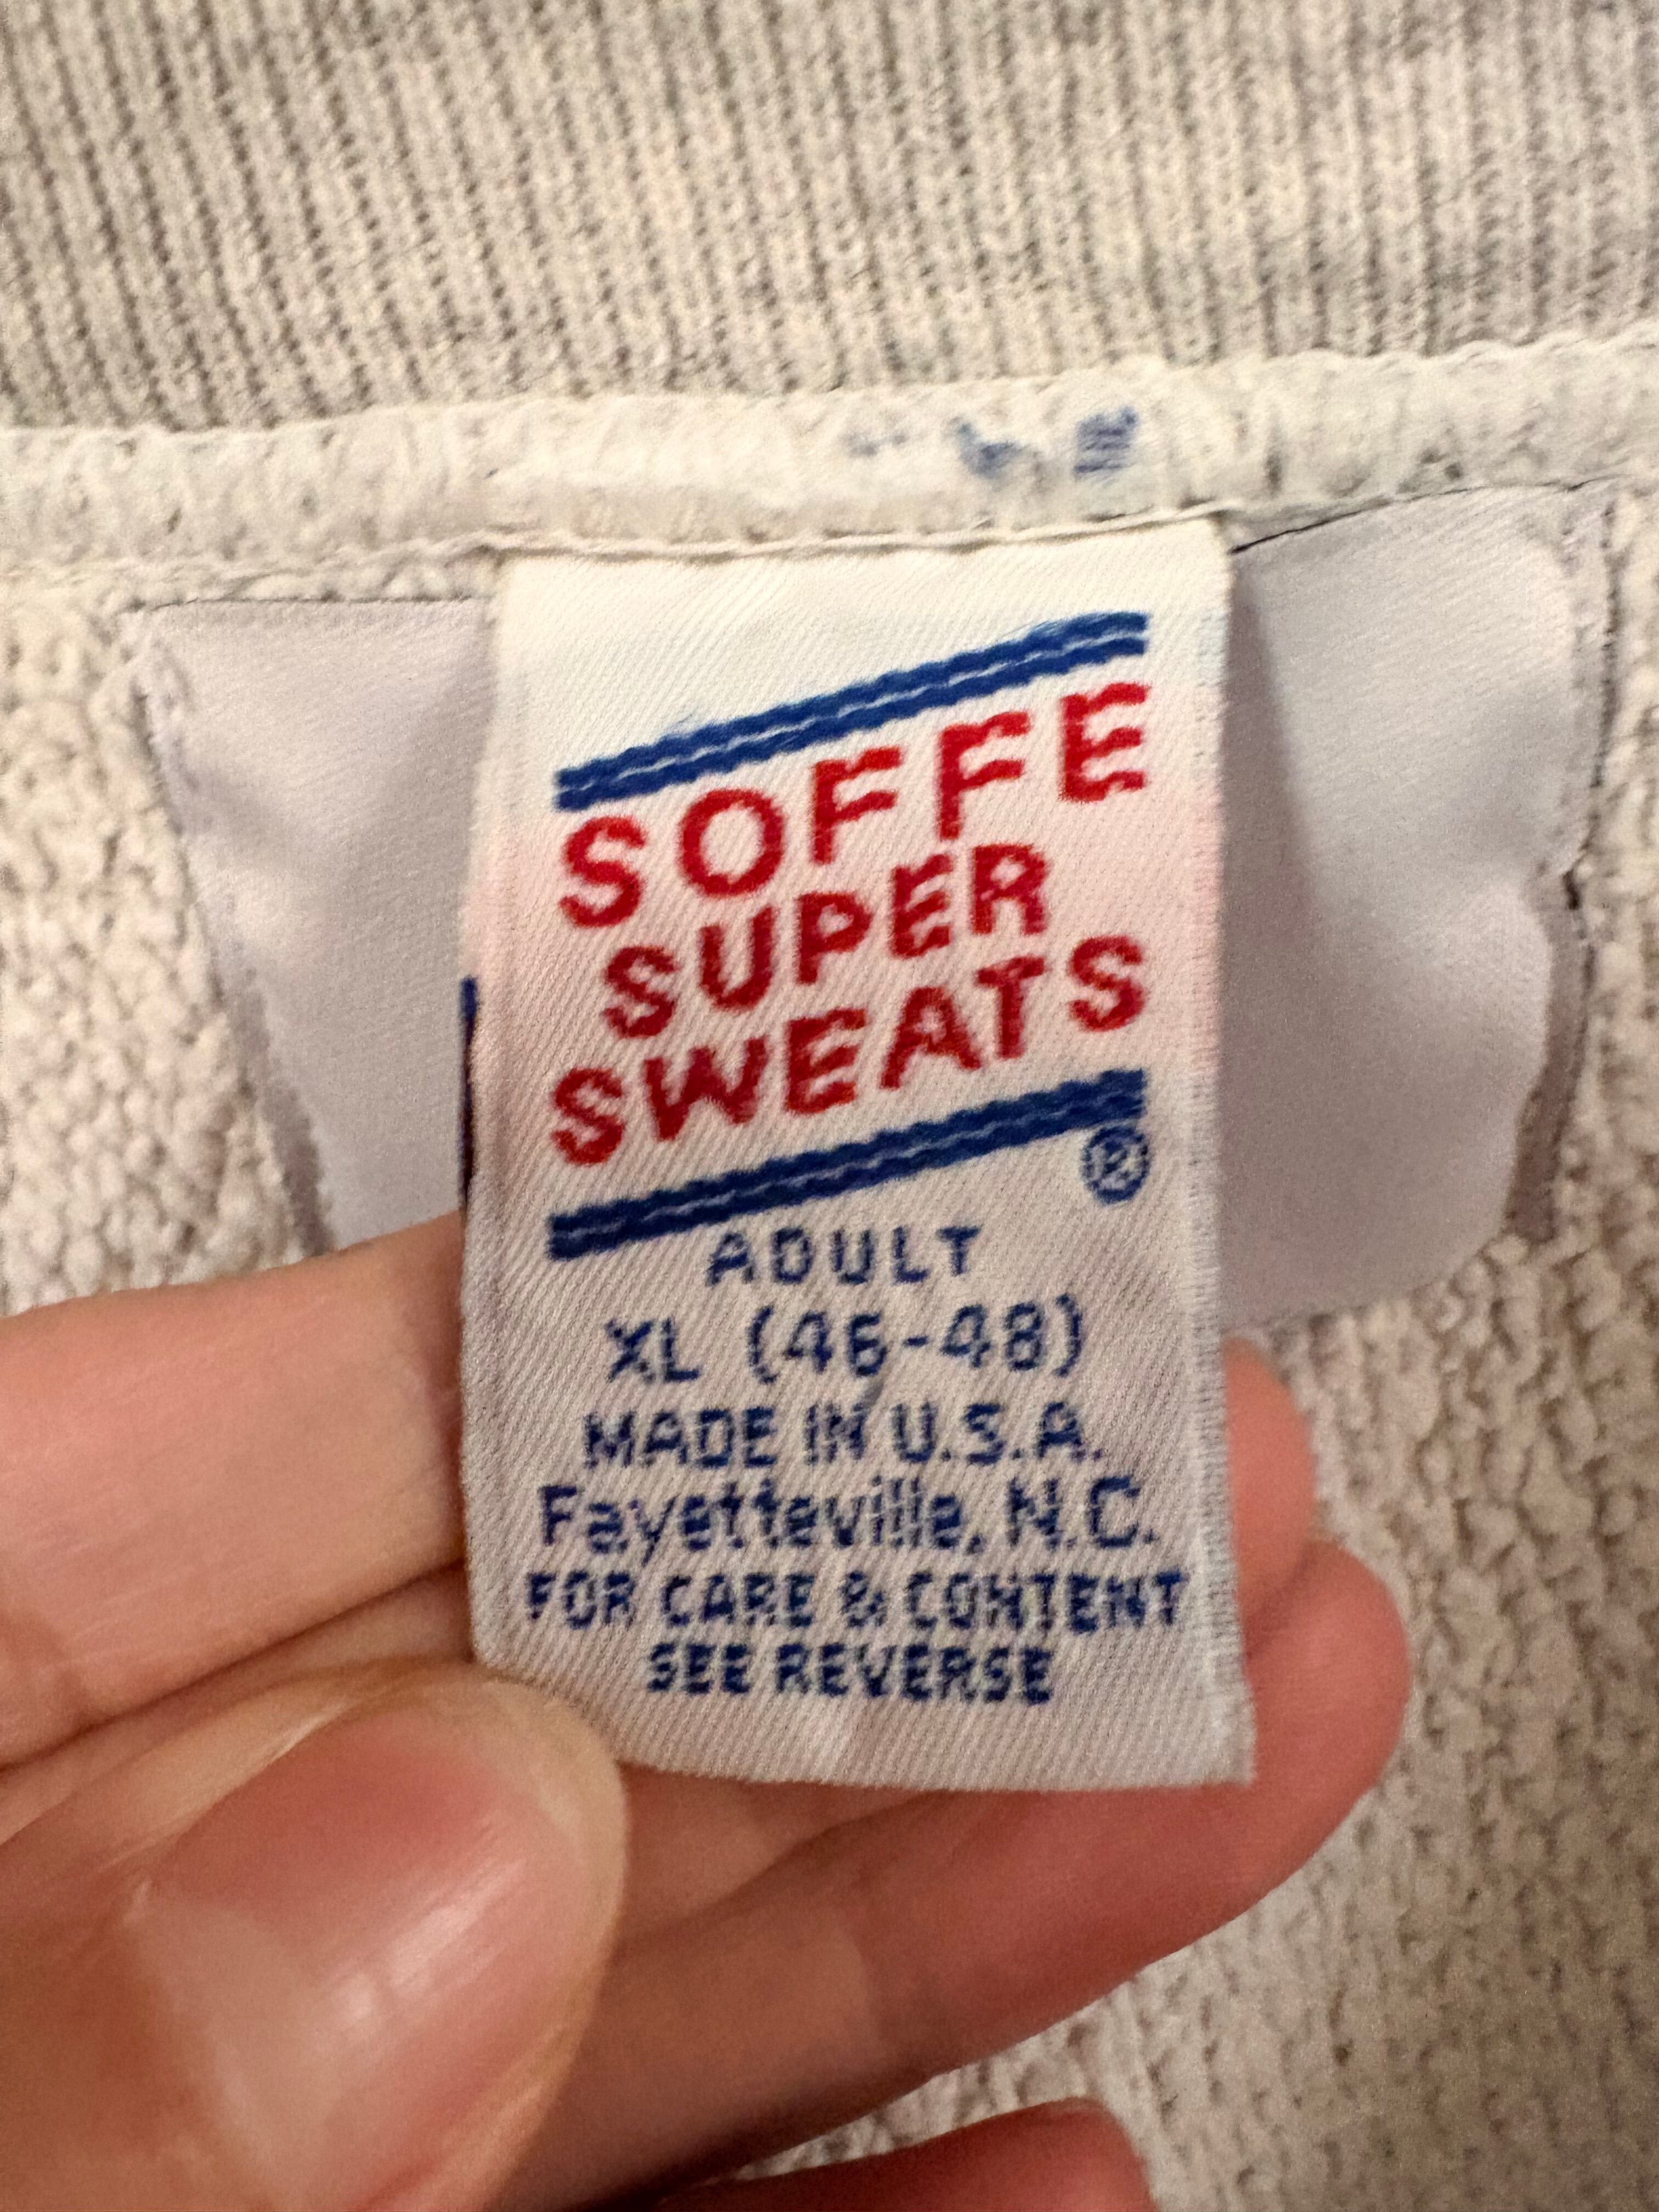 SOFFE
SUPER
SWEATS
®
ADULT
XL (46-48)
MADE IN U.S.A.
Fayetteville, N.C.
FOR CARE & CONTENT
SEE REVERSE